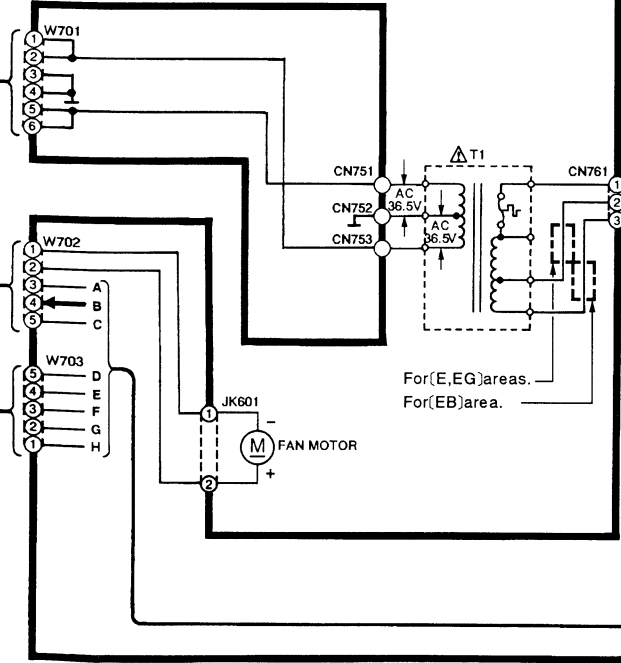 W701
1
2
3
4
5
6
CN751
CN752
CN753
AC
36.5V
AC
36.5V
T1
CN761
1
2
3
For(E,EG)areas.
For(EB)area.
W702
1
2
3 A
4 B
5 C
W703
5 D
4 E
3 F
2 G
1 H
JK601
1
2
−
M
+
FAN MOTOR